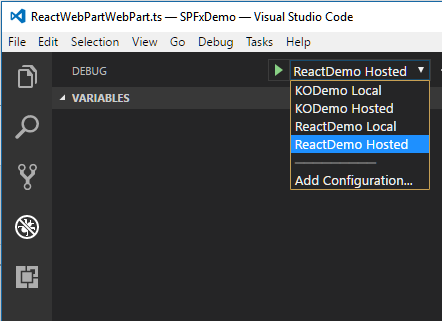 ReactWebPartWebPart.ts — SPFxDemo — Visual Studio Code
File Edit Selection View Go Debug Tasks Help
DEBUG ReactDemo Hosted
VARIABLES
KODemo Local
KODemo Hosted
ReactDemo Local
ReactDemo Hosted
Add Configuration...